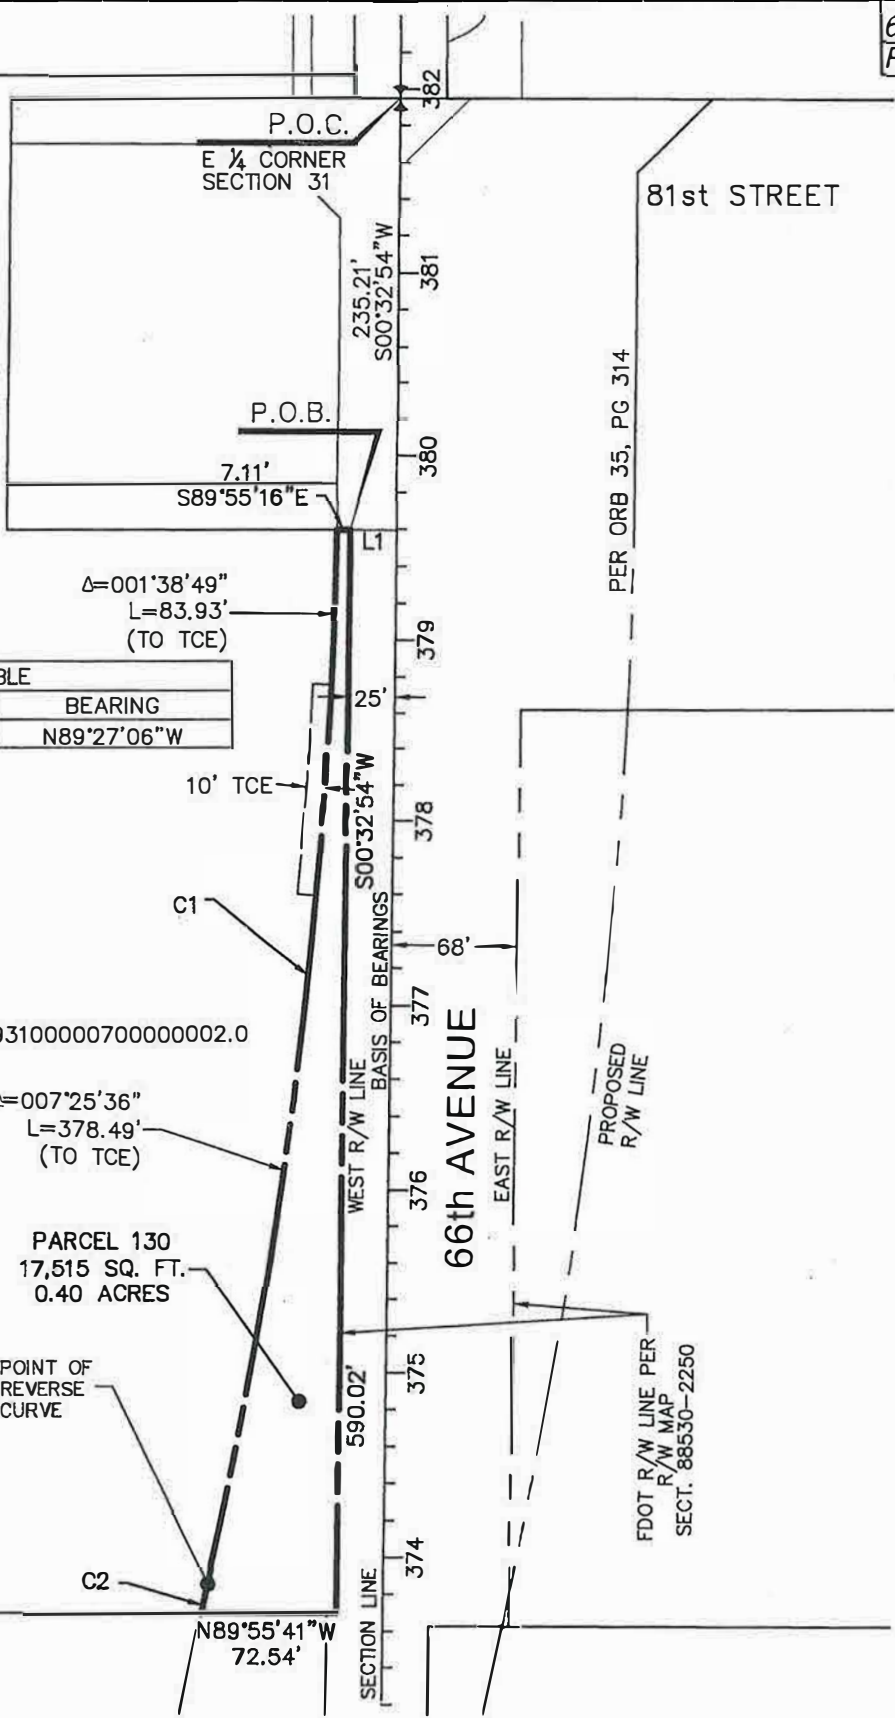 382
P.O.C.
E ¼ CORNER
SECTION 31
81st STREET
235.21'
S00°32'54"W
381
P.O.B.
380
PER ORB 35, PG 314
7.11'
S89°55'16"E
L1
Δ=001°38'49"
L=83.93'
(TO TCE)
379
BEARING
N89°27'06"W
25'
10' TCE
S00°32'54"W
378
C1
68'
BASIS OF BEARINGS
377
93100000700000002.0
66th AVENUE
WEST R/W LINE
EAST R/W LINE
PROPOSED
R/W LINE
Δ=007°25'36"
L=378.49'
(TO TCE)
376
PARCEL 130
17,515 SQ. FT.
0.40 ACRES
POINT OF
REVERSE
CURVE
375
590.02'
FDOT R/W LINE PER
R/W MAP
SECT. 88530-2250
374
C2
SECTION LINE
N89°55'41"W
72.54'